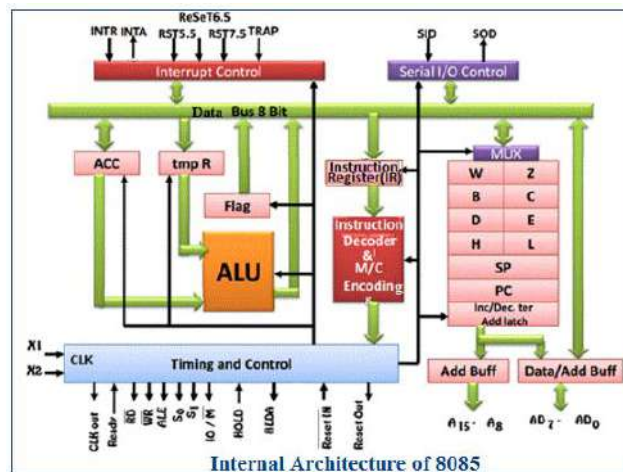 ReSeT6.5
INTR INTA RST5.5 RST7.5 TRAP
SID SOD
Interrupt Control
Serial I/O Control
Data Bus 8 Bit
ACC
tmp R
Flag
ALU
Instruction
Register(IR)
Instruction
Decoder
&
M/C
Encoding
MUX
W Z
B C
D E
H L
SP
PC
Inc/Dec. ter
Add latch
X1
X2
CLK
Timing and Control
Add Buff
Data/Add Buff
CLK out
Ready
RD
WR
ALE
S0
S1
IO / M
HOLD
HLDA
Reset IN
Reset Out
A15 - A8
AD7 - AD0
Internal Architecture of 8085